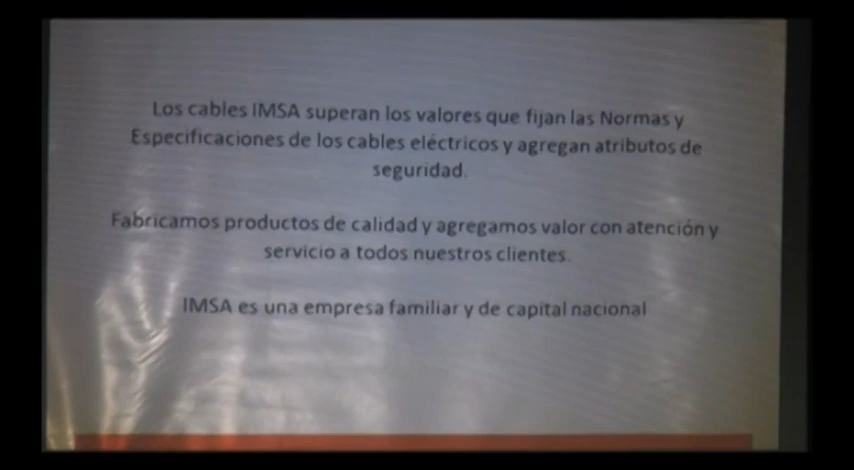 Los cables IMSA superan los valores que fijan las Normas y
Especificaciones de los cables eléctricos y agregan atributos de
seguridad.
Fabricamos productos de calidad y agregamos valor con atención y
servicio a todos nuestros clientes.
IMSA es una empresa familiar y de capital nacional